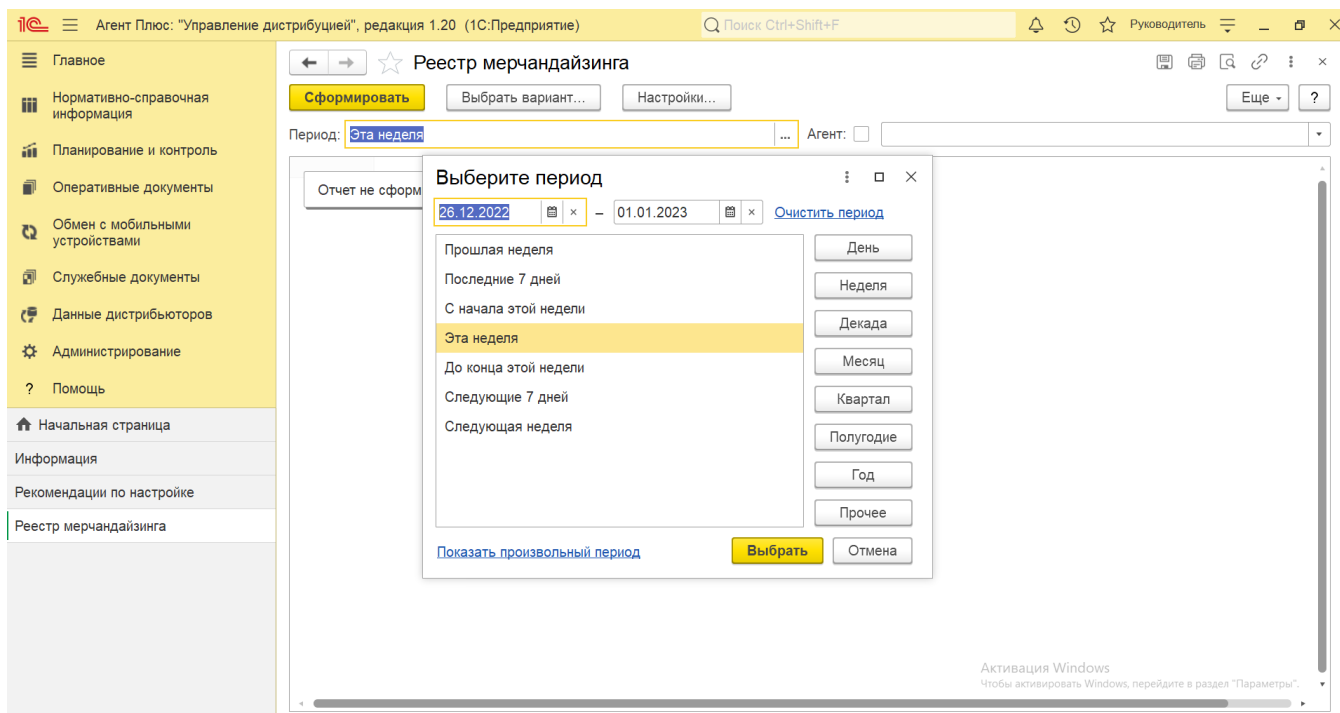 Агент Плюс: "Управление дистрибуцией", редакция 1.20 (1С:Предприятие)
Поиск Ctrl+Shift+F
Руководитель
Главное
Нормативно-справочная
информация
Планирование и контроль
Оперативные документы
Обмен с мобильными
устройствами
Служебные документы
Данные дистрибьюторов
Администрирование
? Помощь
Начальная страница
Информация
Рекомендации по настройке
Реестр мерчандайзинга
Реестр мерчандайзинга
Сформировать
Выбрать вариант...
Настройки...
Еще
?
Период: Эта неделя
...
Агент:
Отчет не сформ
Выберите период
26.12.2022 – 01.01.2023 Очистить период
Прошлая неделя
Последние 7 дней
С начала этой недели
Эта неделя
До конца этой недели
Следующие 7 дней
Следующая неделя
День
Неделя
Декада
Месяц
Квартал
Полугодие
Год
Прочее
Показать произвольный период
Выбрать
Отмена
Активация Windows
Чтобы активировать Windows, перейдите в раздел "Параметры".